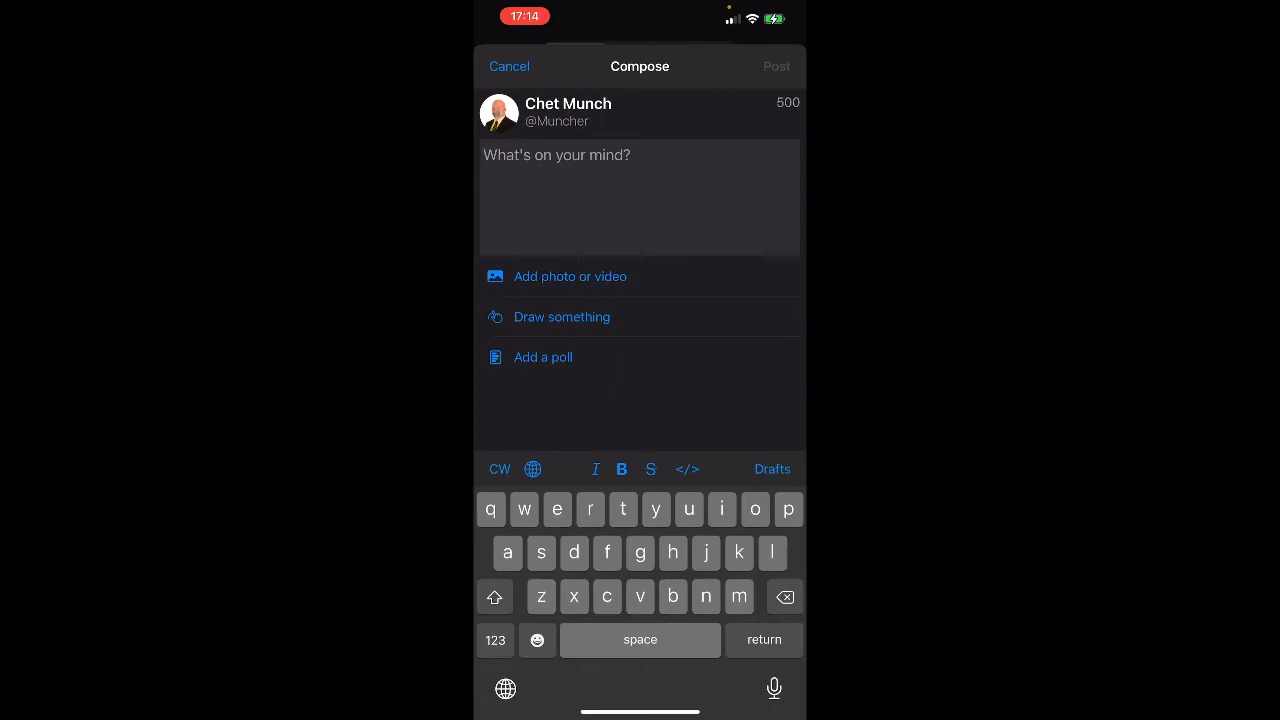 17:14
Cancel Compose Post
Chet Munch 500
@Muncher
What's on your mind?
Add photo or video
Draw something
Add a poll
CW I B S </> Drafts
q w e r t y u i o p
a s d f g h j k l
z x c v b n m
123 space return